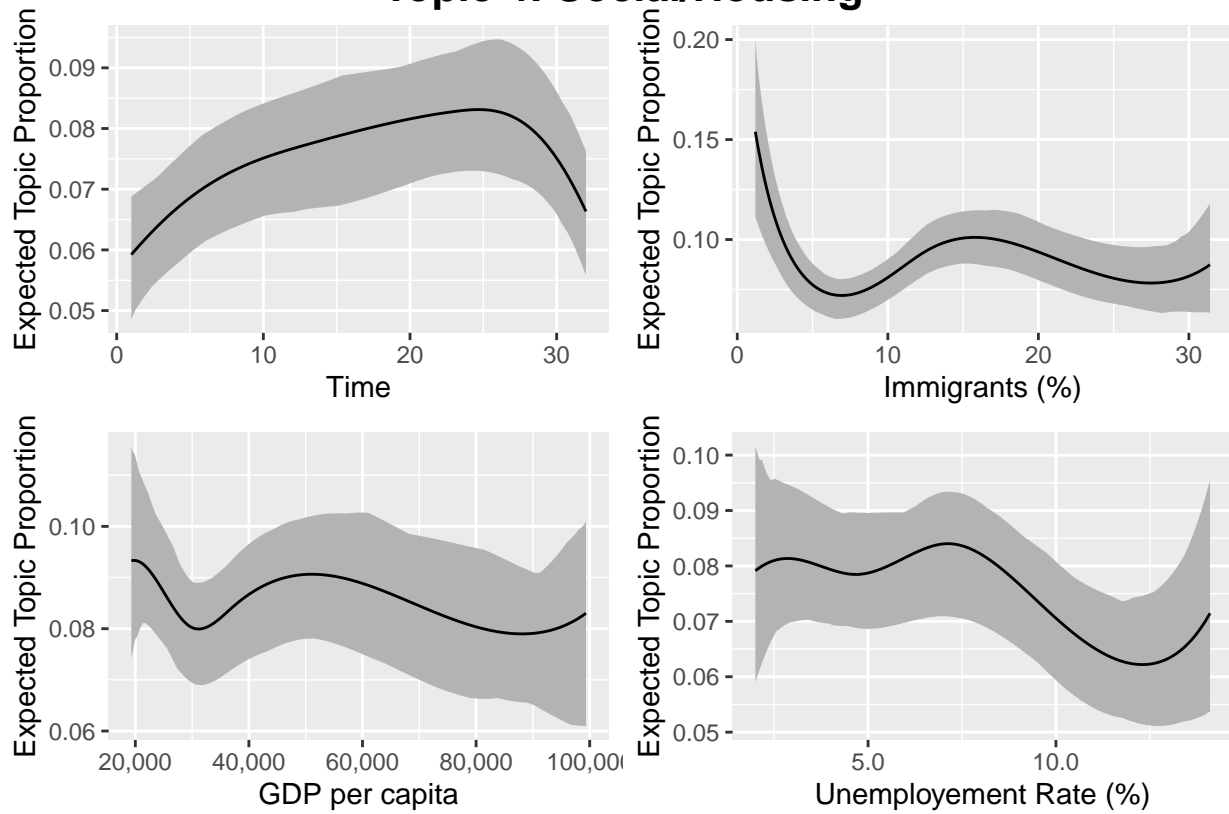 Topic 4: Social/Housing
Expected Topic Proportion
0.09
0.08
0.07
0.06
0.05
0 10 20 30
Time
Expected Topic Proportion
0.20
0.15
0.10
0 10 20 30
Immigrants (%)
Expected Topic Proportion
0.10
0.08
0.06
20,000 40,000 60,000 80,000 100,000
GDP per capita
Expected Topic Proportion
0.10
0.09
0.08
0.07
0.06
0.05
5.0 10.0
Unemployement Rate (%)